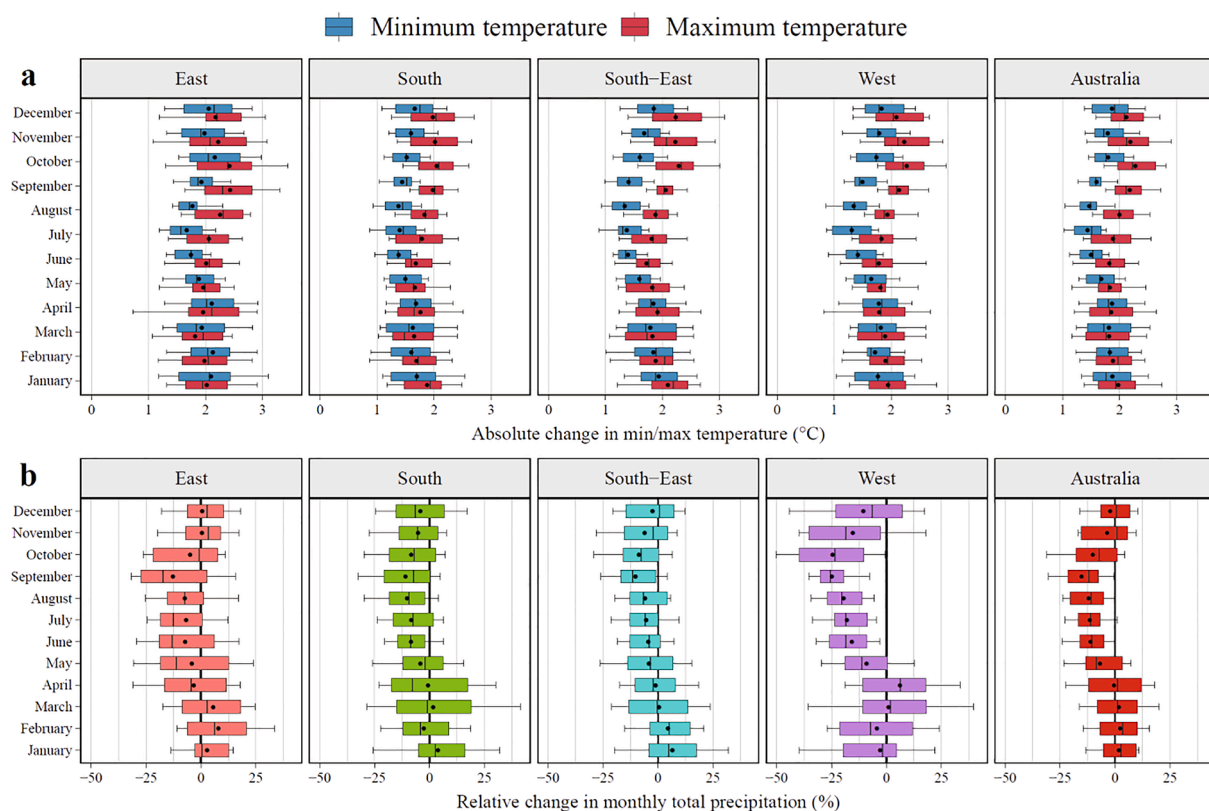 Minimum temperature Maximum temperature
a
East South South−East West Australia
December
November
October
September
August
July
June
May
April
March
February
January
0 1 2 3 0 1 2 3 0 1 2 3 0 1 2 3 0 1 2 3
Absolute change in min/max temperature (°C)
b
East South South−East West Australia
December
November
October
September
August
July
June
May
April
March
February
January
−50 −25 0 25 −50 −25 0 25 −50 −25 0 25 −50 −25 0 25 −50 −25 0 25
Relative change in monthly total precipitation (%)